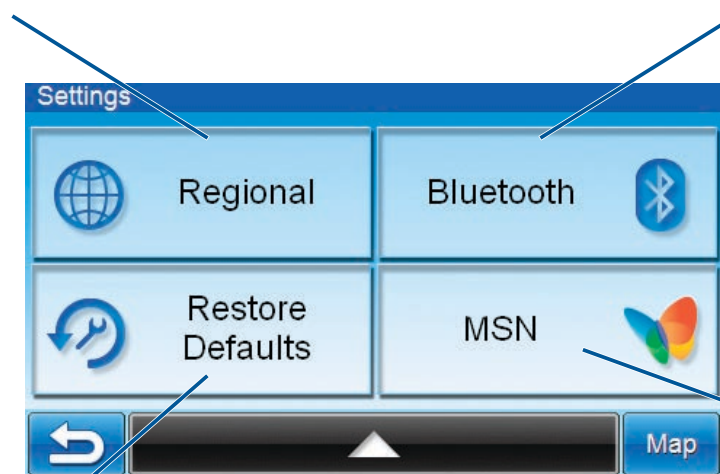 Settings
Regional
Bluetooth
Restore
Defaults
MSN
Map